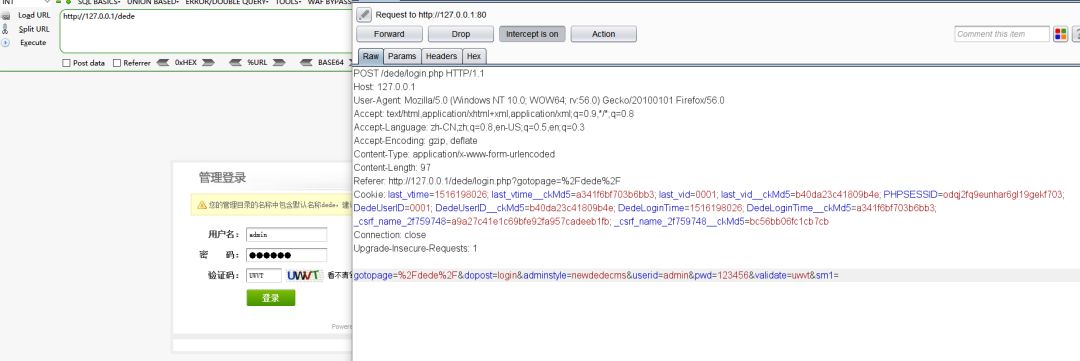 INT
SQL BASICS▾ UNION BASED▾ ERROR/DOUBLE QUERY▾ TOOLS▾ WAF BYPASS
Load URL
http://127.0.0.1/dede
Split URL
Execute
Post data
Referrer
0xHEX
%URL
BASE64
管理登录
您的管理目录的名称中包含默认名称dede，建
用户名：
admin
密 码：
●●●●●●
验证码：
UWVT
UWVT
看不清
登录
Powere
Request to http://127.0.0.1:80
Forward
Drop
Intercept is on
Action
Comment this item
Raw
Params
Headers
Hex
POST /dede/login.php HTTP/1.1
Host: 127.0.0.1
User-Agent: Mozilla/5.0 (Windows NT 10.0; WOW64; rv:56.0) Gecko/20100101 Firefox/56.0
Accept: text/html,application/xhtml+xml,application/xml;q=0.9,*/*;q=0.8
Accept-Language: zh-CN,zh;q=0.8,en-US;q=0.5,en;q=0.3
Accept-Encoding: gzip, deflate
Content-Type: application/x-www-form-urlencoded
Content-Length: 97
Referer: http://127.0.0.1/dede/login.php?gotopage=%2Fdede%2F
Cookie: last_vtime=1516198026; last_vtime__ckMd5=a341f6bf703b6bb3; last_vid=0001; last_vid__ckMd5=b40da23c41809b4e; PHPSESSID=odqj2fq9eunhar6gl19gekf703;
DedeUserID=0001; DedeUserID__ckMd5=b40da23c41809b4e; DedeLoginTime=1516198026; DedeLoginTime__ckMd5=a341f6bf703b6bb3;
_csrf_name_2f759748=a9a27c41e1c69bfe92fa957cadeeb1fb; _csrf_name_2f759748__ckMd5=bc56bb06fc1cb7cb
Connection: close
Upgrade-Insecure-Requests: 1
gotopage=%2Fdede%2F&dopost=login&adminstyle=newdedecms&userid=admin&pwd=123456&validate=uwvt&sm1=